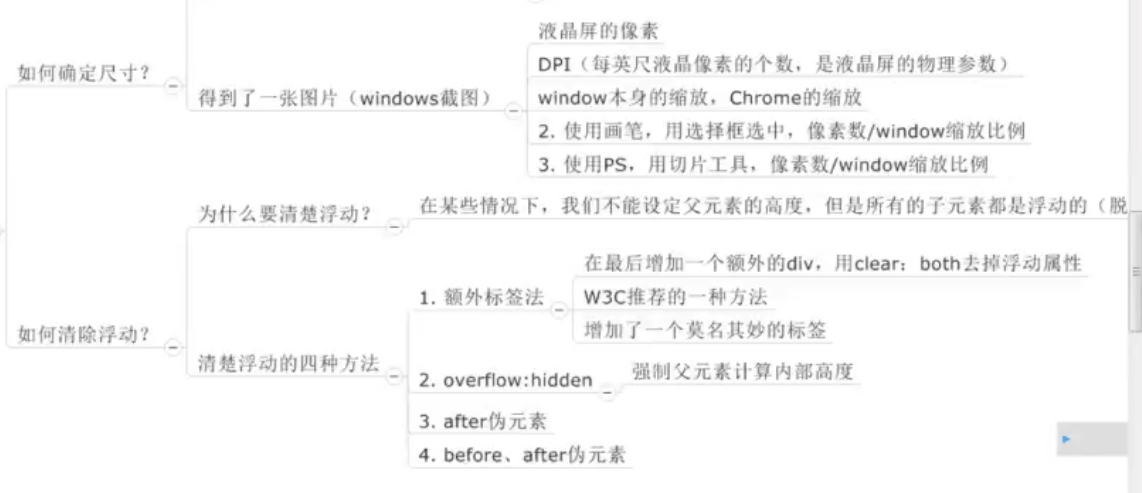 如何确定尺寸？
得到了一张图片（windows截图）
液晶屏的像素
DPI（每英尺液晶像素的个数，是液晶屏的物理参数）
window本身的缩放，Chrome的缩放
2. 使用画笔，用选择框选中，像素数/window缩放比例
3. 使用PS，用切片工具，像素数/window缩放比例
如何清除浮动？
为什么要清楚浮动？
在某些情况下，我们不能设定父元素的高度，但是所有的子元素都是浮动的（脱
清楚浮动的四种方法
1. 额外标签法
在最后增加一个额外的div，用clear：both去掉浮动属性
W3C推荐的一种方法
增加了一个莫名其妙的标签
2. overflow:hidden
强制父元素计算内部高度
3. after伪元素
4. before、after伪元素